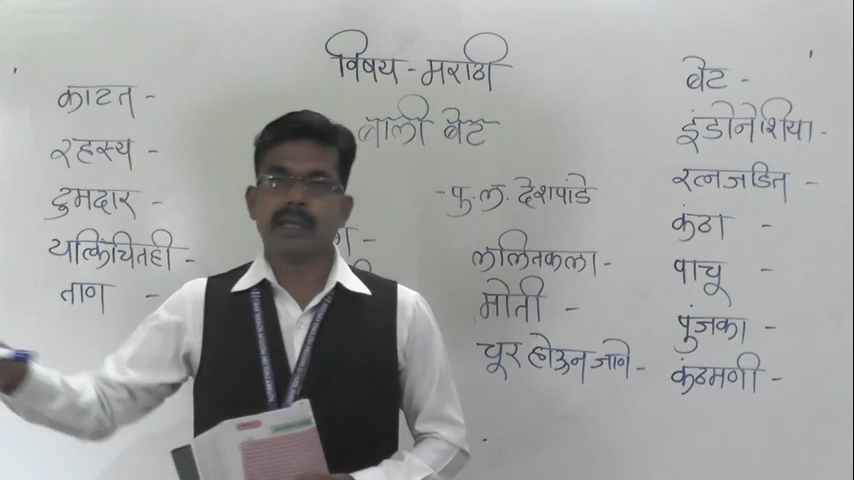 विषय - मराठी
बाली बेट
- पु. ल. देशपांडे
काटत -
रहस्य -
डुमदार -
यत्किंचितही -
ताण -
ललितकला -
मोती -
चूर होऊन जाणे -
बेट -
इंडोनेशिया -
रत्नजडित -
कंठा -
पाचू -
पुंजका -
कंठमणी -